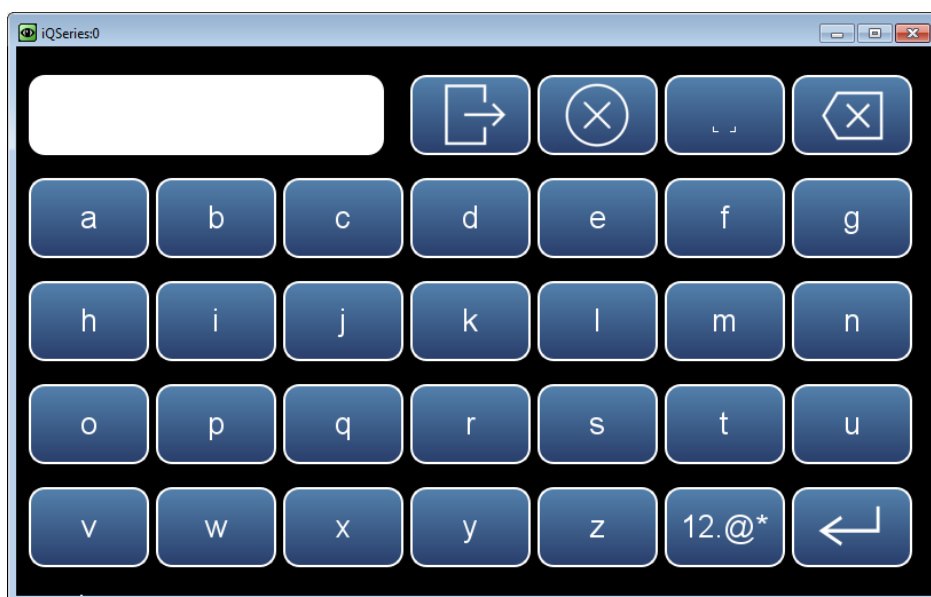 iQSeries:0
a b c d e f g
h i j k l m n
o p q r s t u
v w x y z 12.@*